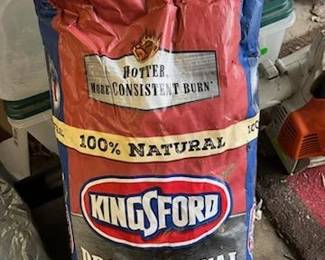 HOTTER,
MORE CONSISTENT BURN*
100% NATURAL
KINGSFORD